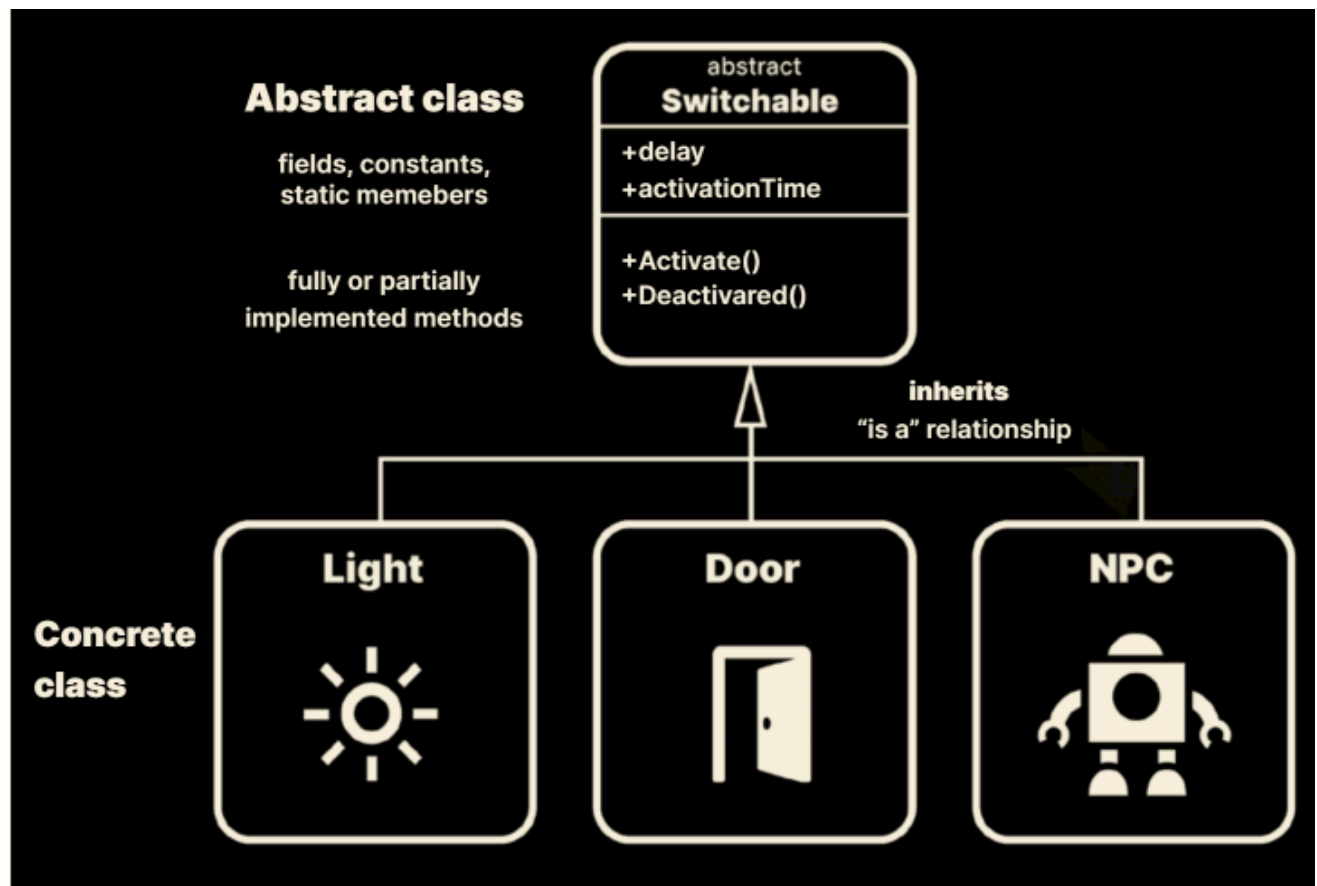 Abstract class
fields, constants,
static memebers
fully or partially
implemented methods
abstract
Switchable
+delay
+activationTime
+Activate()
+Deactivared()
inherits
“is a” relationship
Concrete
class
Light
Door
NPC